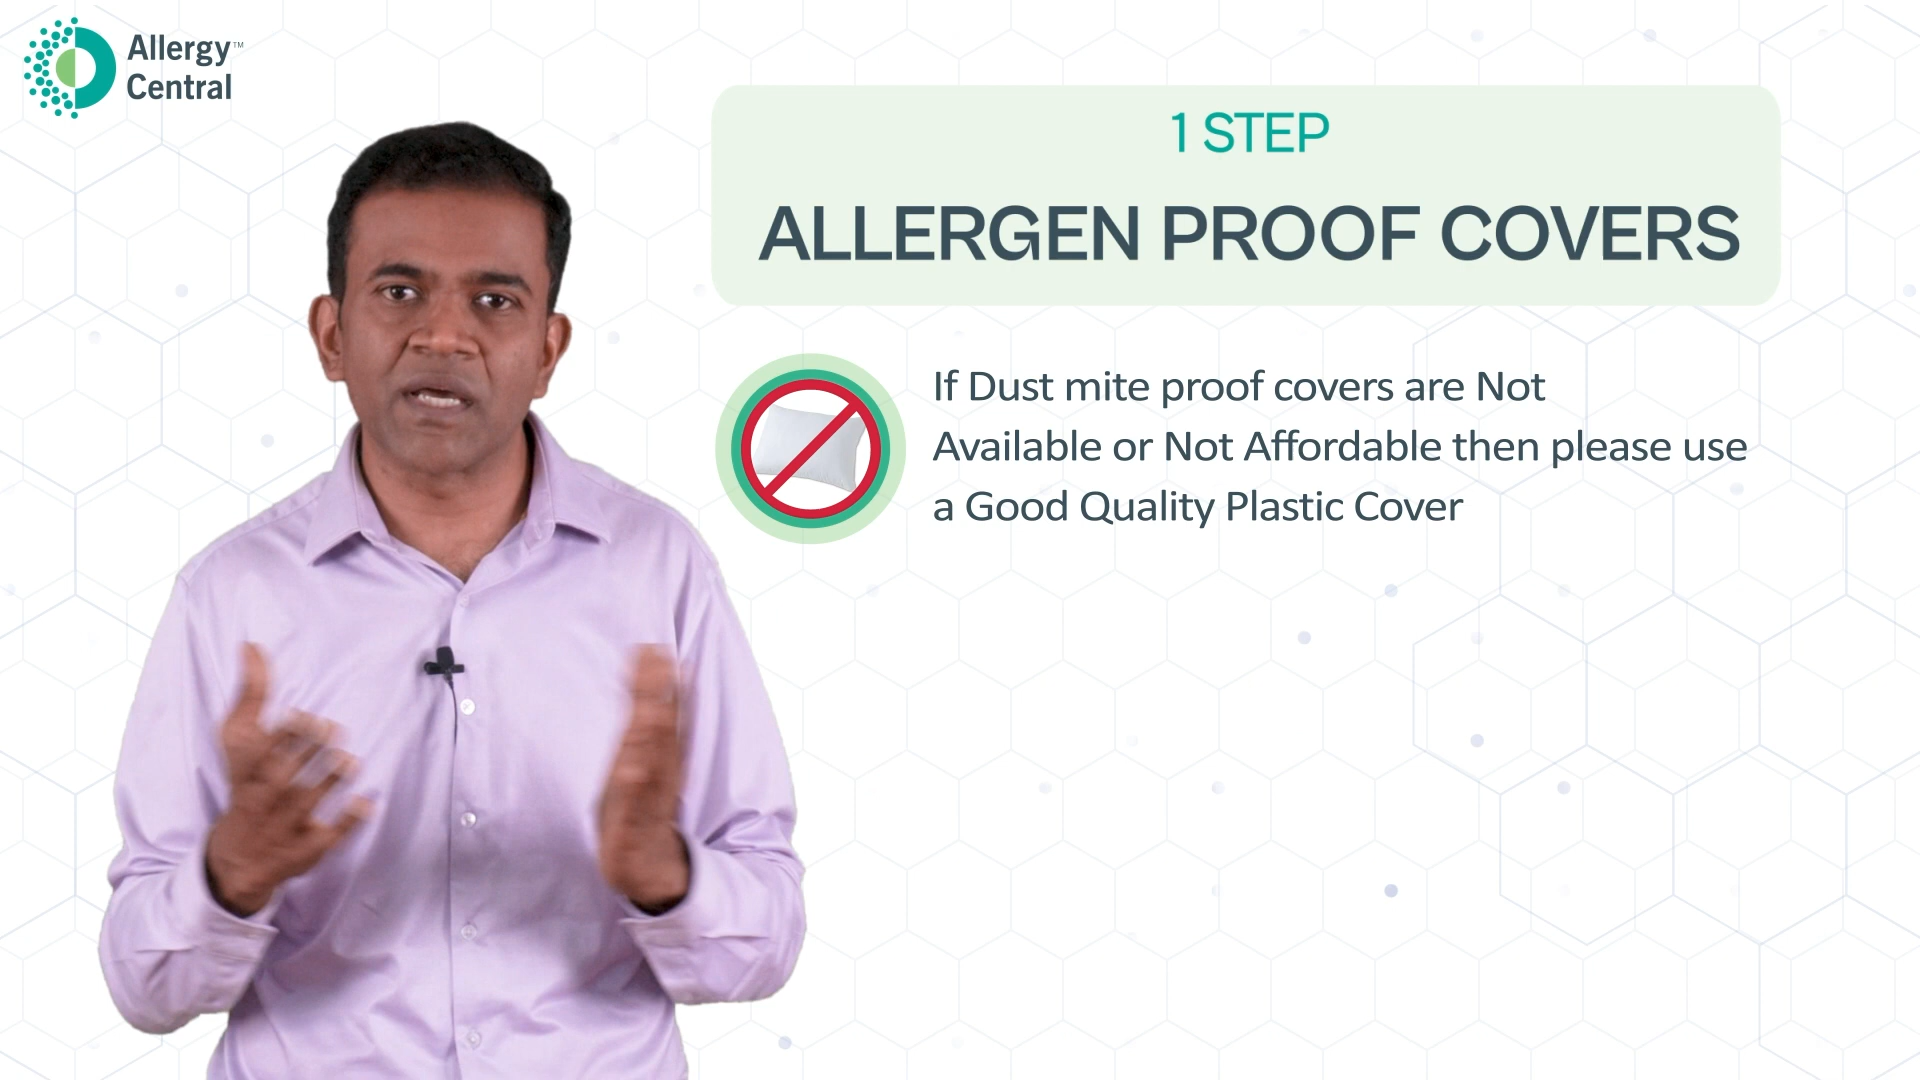 Allergy™
Central
1 STEP
ALLERGEN PROOF COVERS
If Dust mite proof covers are Not
Available or Not Affordable then please use
a Good Quality Plastic Cover